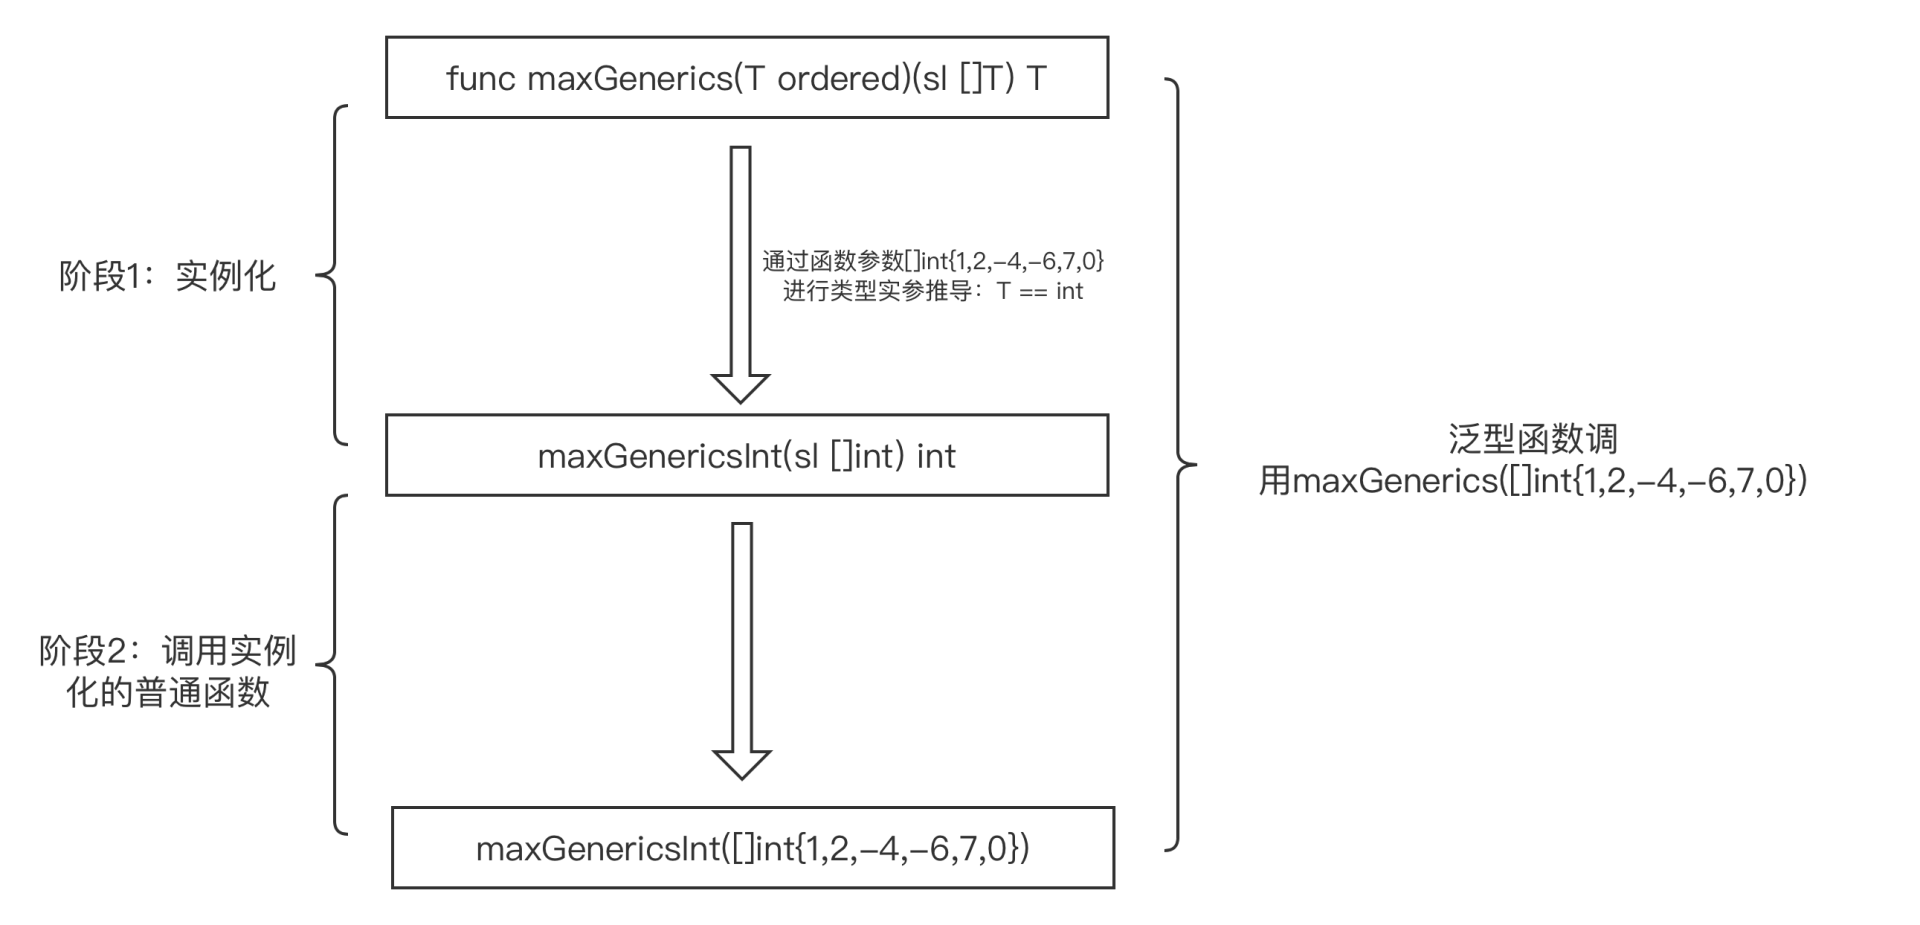 func maxGenerics(T ordered)(sl []T) T
阶段1：实例化
通过函数参数[]int{1,2,-4,-6,7,0}
进行类型实参推导：T == int
maxGenericsInt(sl []int) int
泛型函数调
用maxGenerics([]int{1,2,-4,-6,7,0})
阶段2：调用实例
化的普通函数
maxGenericsInt([]int{1,2,-4,-6,7,0})